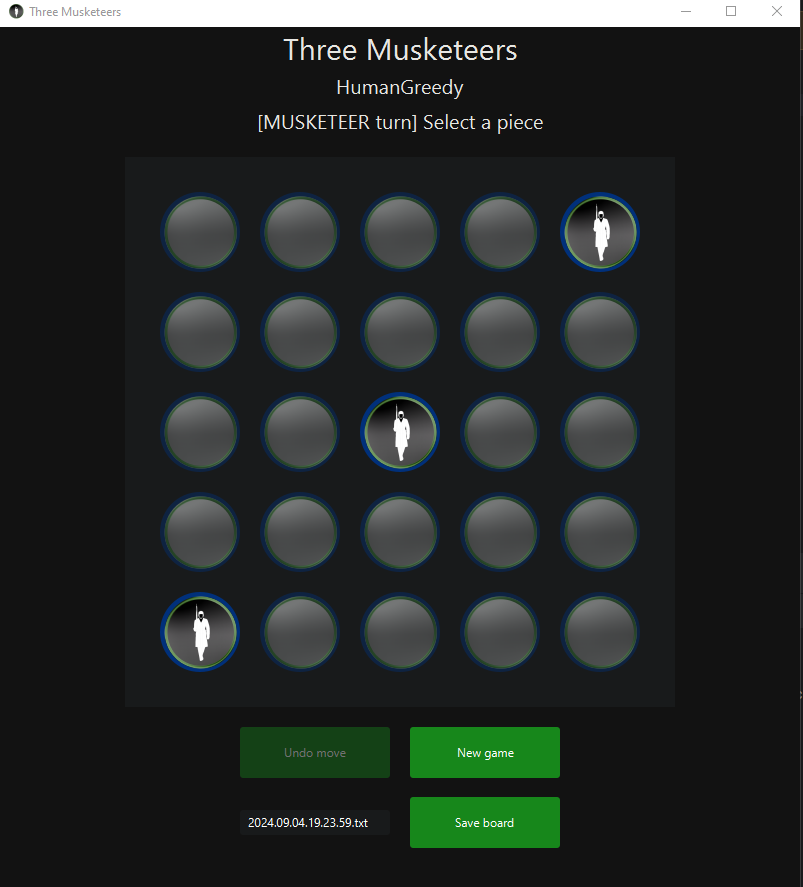 Three Musketeers
Three Musketeers
HumanGreedy
[MUSKETEER turn] Select a piece
Undo move
New game
2024.09.04.19.23.59.txt
Save board